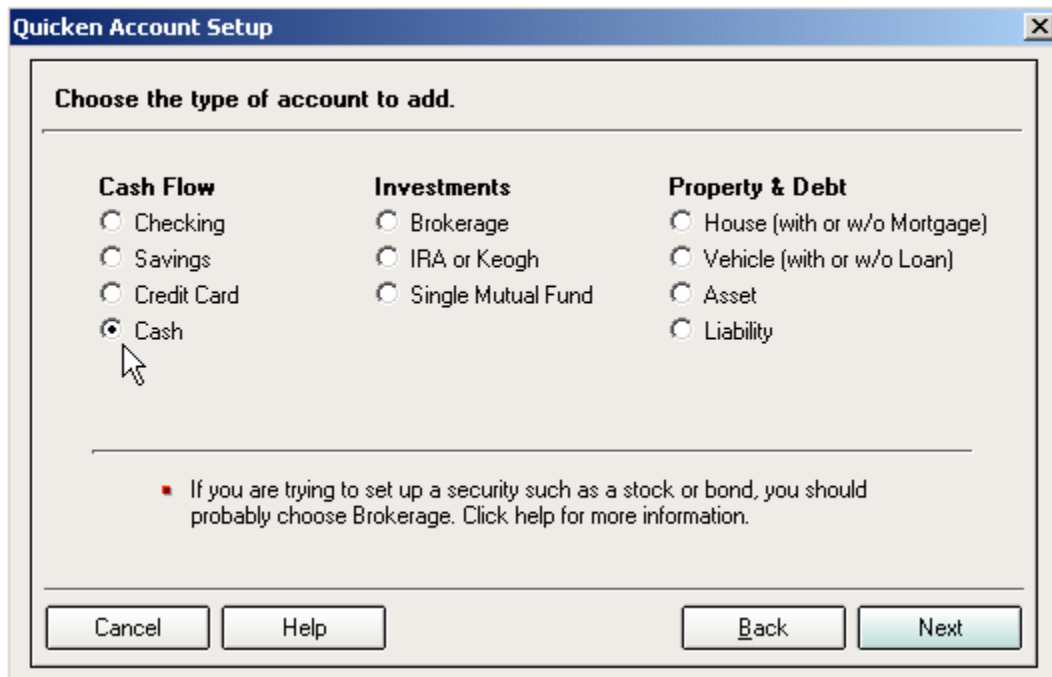 Quicken Account Setup
Choose the type of account to add.
Cash Flow
Checking
Savings
Credit Card
Cash
Investments
Brokerage
IRA or Keogh
Single Mutual Fund
Property & Debt
House (with or w/o Mortgage)
Vehicle (with or w/o Loan)
Asset
Liability
If you are trying to set up a security such as a stock or bond, you should
probably choose Brokerage. Click help for more information.
Cancel
Help
Back
Next